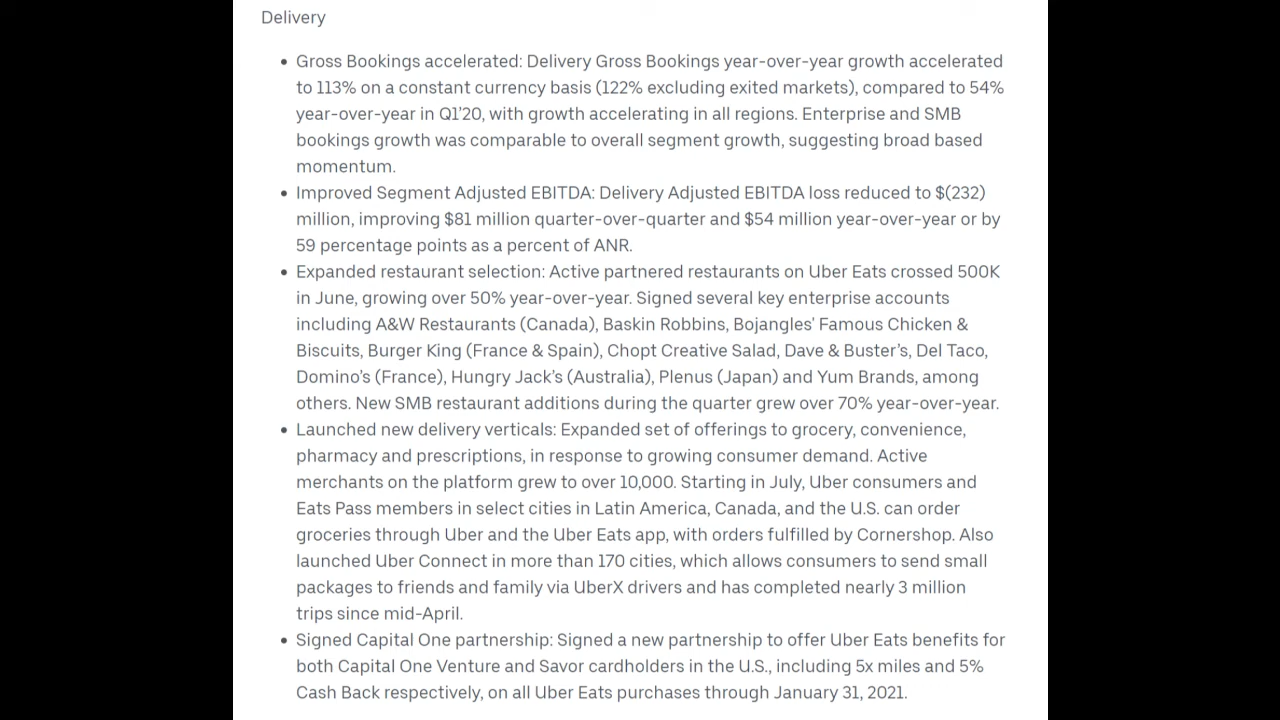 Delivery
• Gross Bookings accelerated: Delivery Gross Bookings year-over-year growth accelerated
to 113% on a constant currency basis (122% excluding exited markets), compared to 54%
year-over-year in Q1’20, with growth accelerating in all regions. Enterprise and SMB
bookings growth was comparable to overall segment growth, suggesting broad based
momentum.
• Improved Segment Adjusted EBITDA: Delivery Adjusted EBITDA loss reduced to $(232)
million, improving $81 million quarter-over-quarter and $54 million year-over-year or by
59 percentage points as a percent of ANR.
• Expanded restaurant selection: Active partnered restaurants on Uber Eats crossed 500K
in June, growing over 50% year-over-year. Signed several key enterprise accounts
including A&W Restaurants (Canada), Baskin Robbins, Bojangles’ Famous Chicken &
Biscuits, Burger King (France & Spain), Chopt Creative Salad, Dave & Buster’s, Del Taco,
Domino’s (France), Hungry Jack’s (Australia), Plenus (Japan) and Yum Brands, among
others. New SMB restaurant additions during the quarter grew over 70% year-over-year.
• Launched new delivery verticals: Expanded set of offerings to grocery, convenience,
pharmacy and prescriptions, in response to growing consumer demand. Active
merchants on the platform grew to over 10,000. Starting in July, Uber consumers and
Eats Pass members in select cities in Latin America, Canada, and the U.S. can order
groceries through Uber and the Uber Eats app, with orders fulfilled by Cornershop. Also
launched Uber Connect in more than 170 cities, which allows consumers to send small
packages to friends and family via UberX drivers and has completed nearly 3 million
trips since mid-April.
• Signed Capital One partnership: Signed a new partnership to offer Uber Eats benefits for
both Capital One Venture and Savor cardholders in the U.S., including 5x miles and 5%
Cash Back respectively, on all Uber Eats purchases through January 31, 2021.